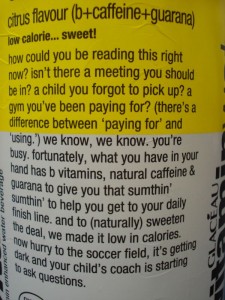 citrus flavour (b+caffeine+guarana)
low calorie... sweet!
how could you be reading this right
now? isn't there a meeting you should
be in? a child you forgot to pick up? a
gym you've been paying for? (there's a
difference between 'paying for' and
'using.') we know, we know. you're
busy. fortunately, what you have in your
hand has b vitamins, natural caffeine &
guarana to give you that sumthin'
sumthin' to help you get to your daily
finish line. and to (naturally) sweeten
the deal, we made it low in calories.
now hurry to the soccer field, it's getting
dark and your child's coach is starting
to ask questions.
GLACEAU
enhanced water beverage